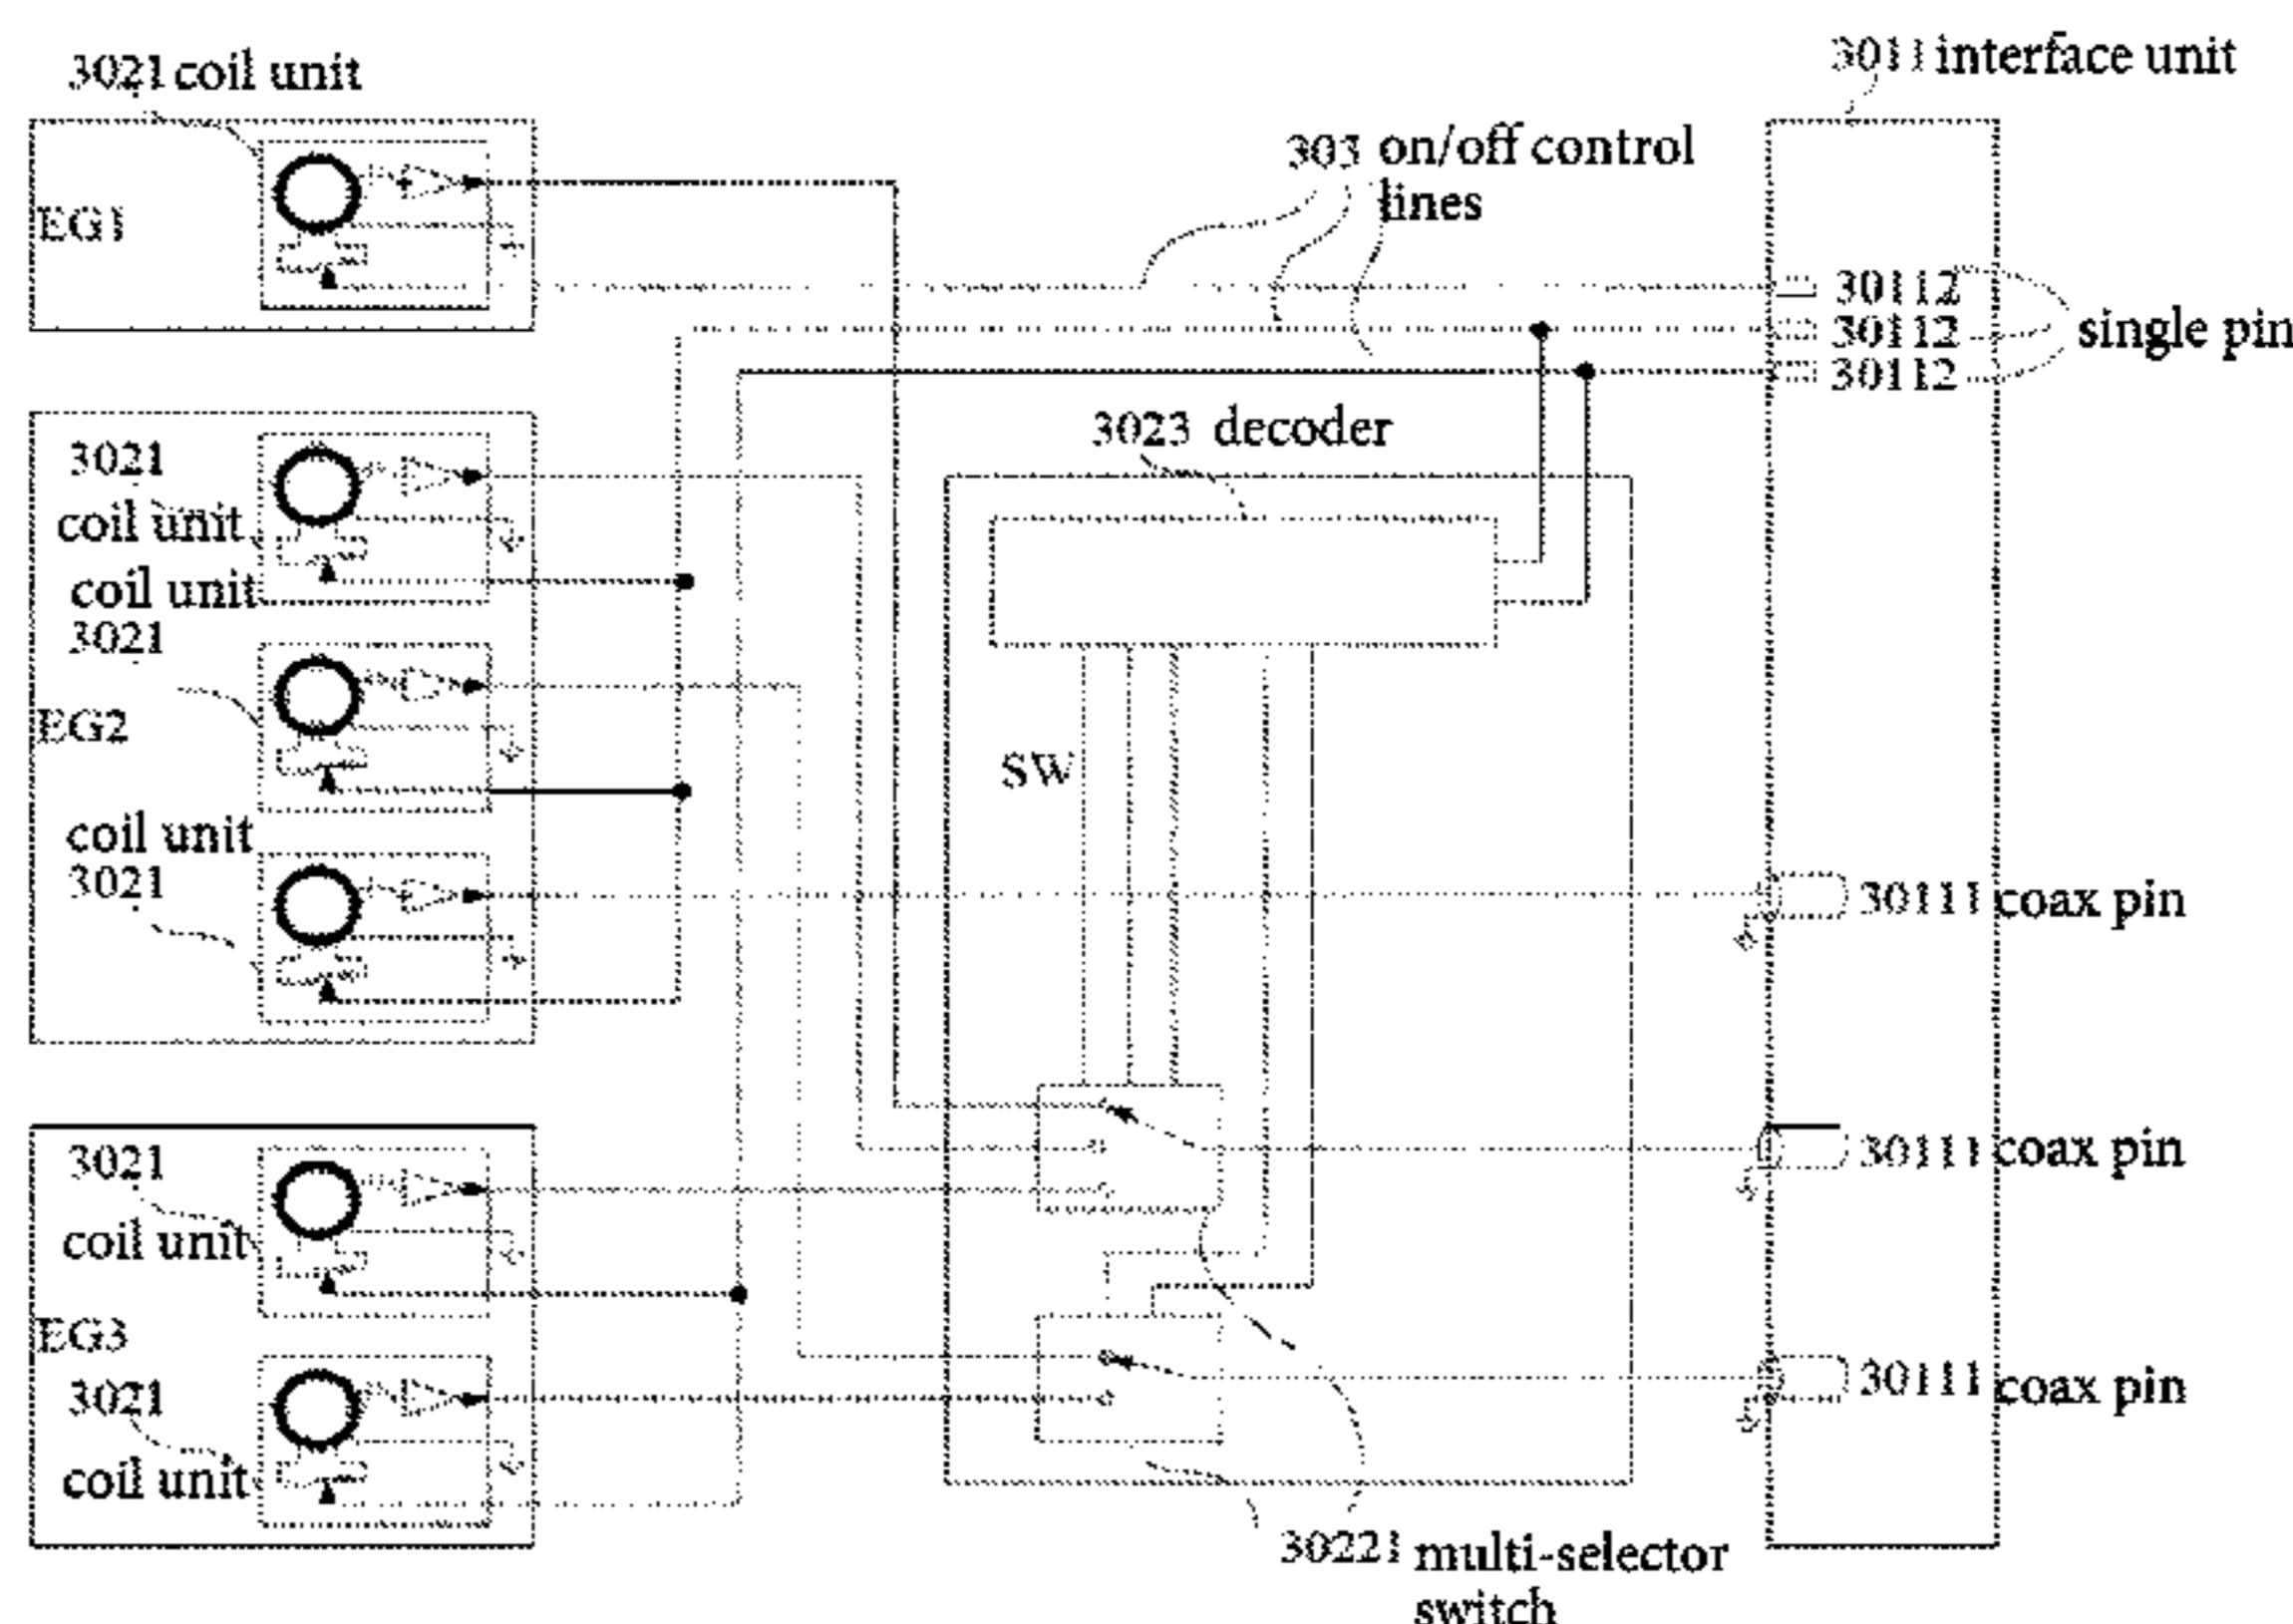 3021 coil unit
3011 interface unit
303 on/off control
lines
EG1
30112
30112
single pin
30112
3023 decoder
3021
coil unit
coil unit
3021
EG2
SW
coil unit
3021
30111 coax pin
3021
30111 coax pin
coil unit
EG3
3021
30111 coax pin
coil unit
30221 multi-selector
switch